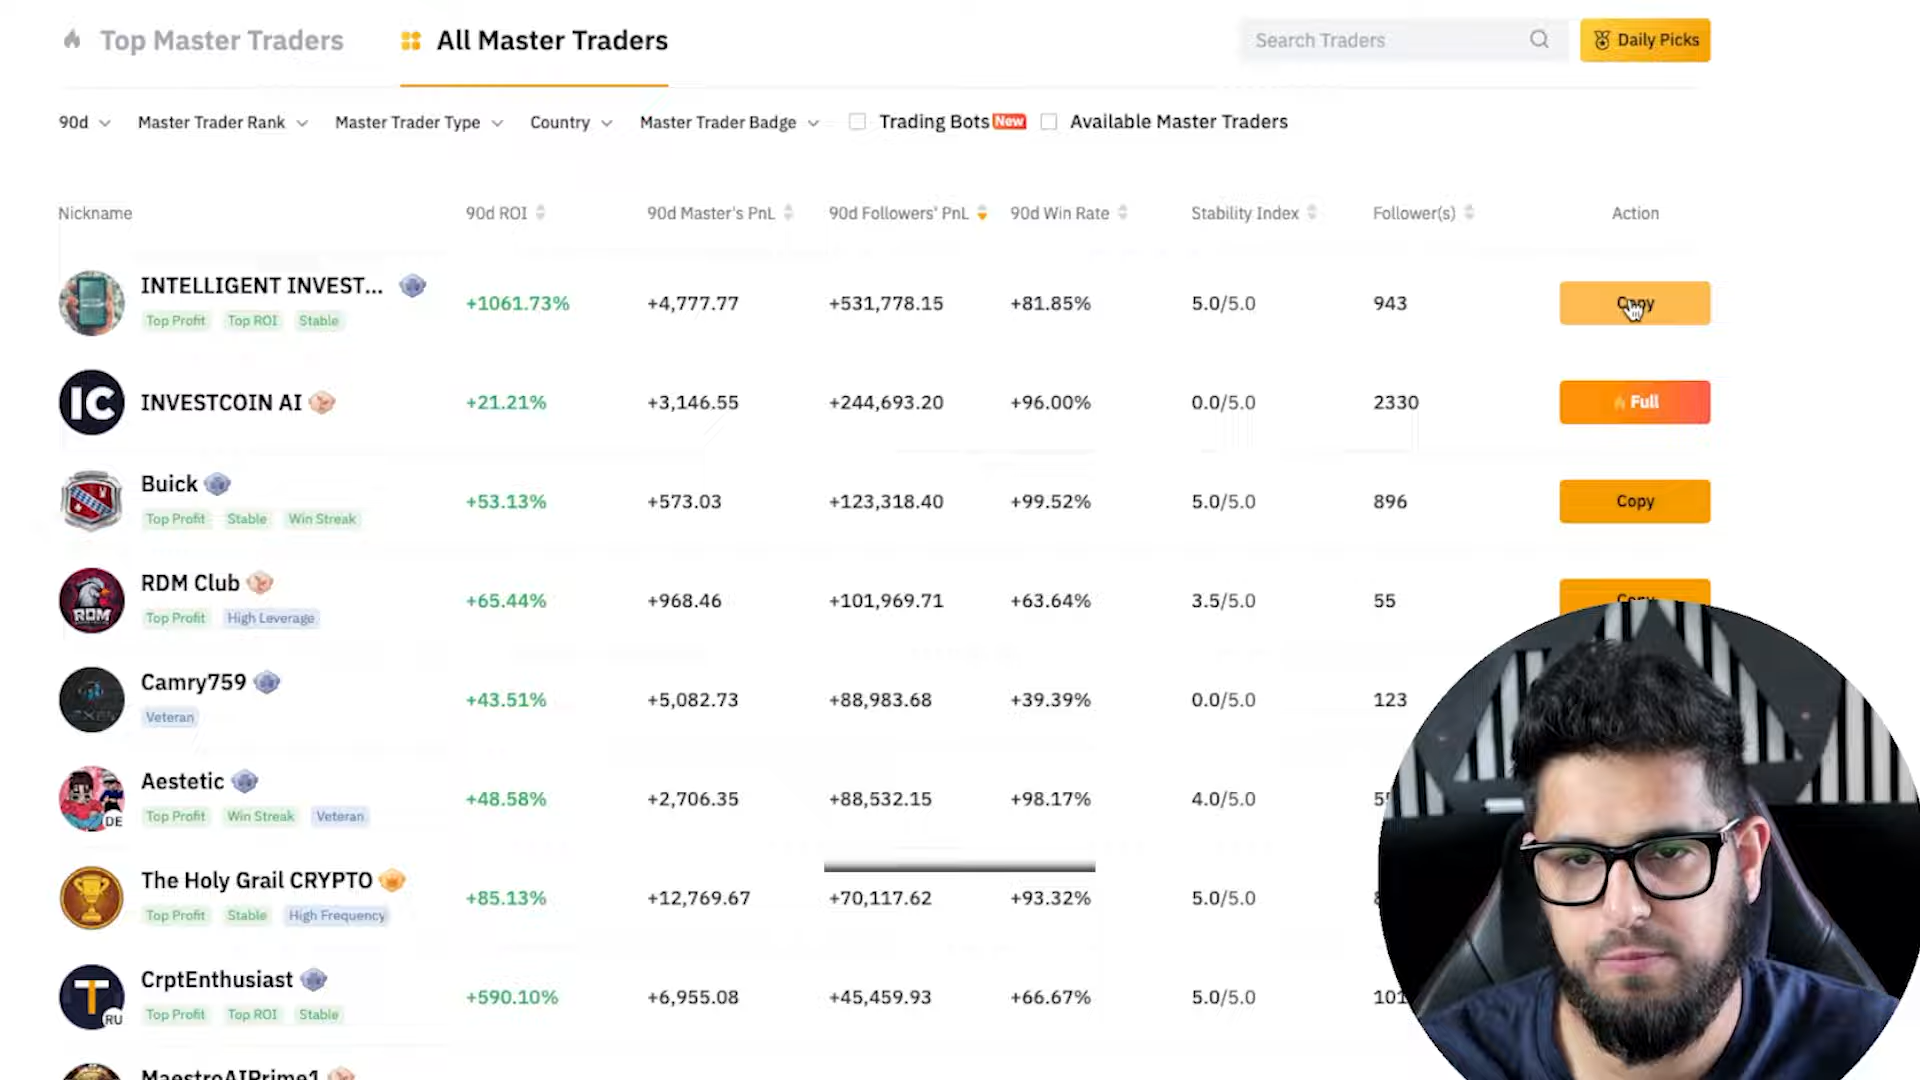 Top Master Traders
All Master Traders
Search Traders
Daily Picks
90d
Master Trader Rank
Master Trader Type
Country
Master Trader Badge
Trading Bots New
Available Master Traders
Nickname
90d ROI
90d Master's PnL
90d Followers' PnL
90d Win Rate
Stability Index
Follower(s)
Action
INTELLIGENT INVEST...
Top Profit Top ROI Stable
+1061.73%
+4,777.77
+531,778.15
+81.85%
5.0/5.0
943
Copy
IC
INVESTCOIN AI
+21.21%
+3,146.55
+244,693.20
+96.00%
0.0/5.0
2330
Full
Buick
Top Profit Stable Win Streak
+53.13%
+573.03
+123,318.40
+99.52%
5.0/5.0
896
Copy
RDM
RDM Club
Top Profit High Leverage
+65.44%
+968.46
+101,969.71
+63.64%
3.5/5.0
55
Copy
Camry759
Veteran
+43.51%
+5,082.73
+88,983.68
+39.39%
0.0/5.0
123
DE
Aestetic
Top Profit Win Streak Veteran
+48.58%
+2,706.35
+88,532.15
+98.17%
4.0/5.0
The Holy Grail CRYPTO
Top Profit Stable High Frequency
+85.13%
+12,769.67
+70,117.62
+93.32%
5.0/5.0
T
RU
CrptEnthusiast
Top Profit Top ROI Stable
+590.10%
+6,955.08
+45,459.93
+66.67%
5.0/5.0
101
MaestroAIPrime1